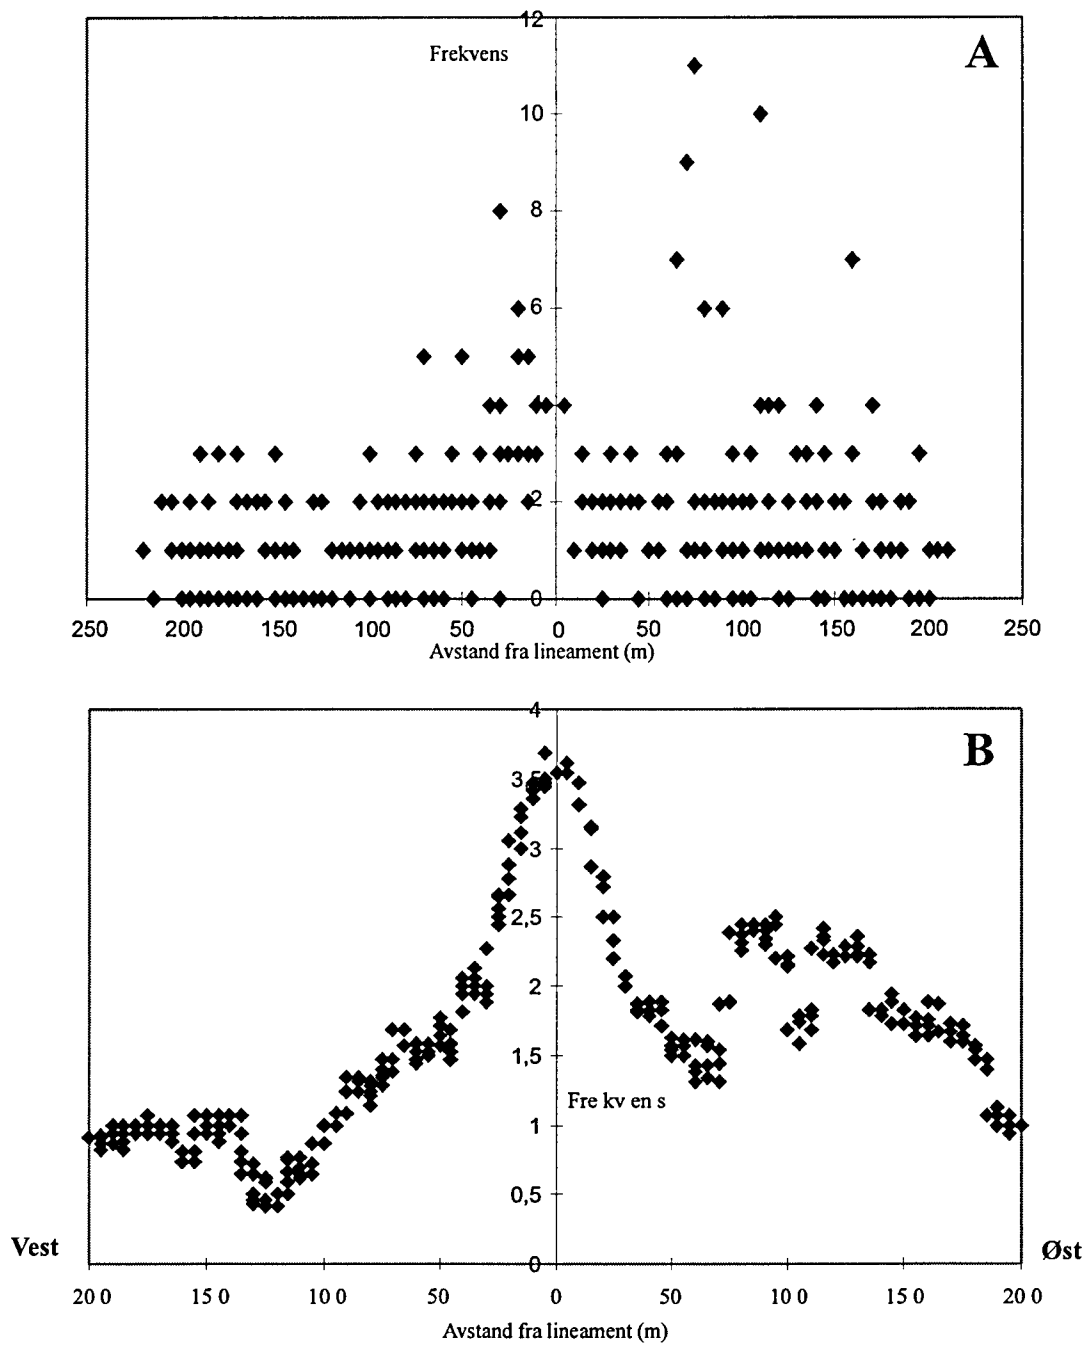 12
Frekvens
A
10
8
6
4
2
0
250 200 150 100 50 0 50 100 150 200 250
Avstand fra lineament (m)
4
B
3,5
3
2,5
2
1,5
Fre kv en s
1
0,5
Vest
Øst
0
20 0 15 0 10 0 50 0 50 10 0 15 0 20 0
Avstand fra lineament (m)